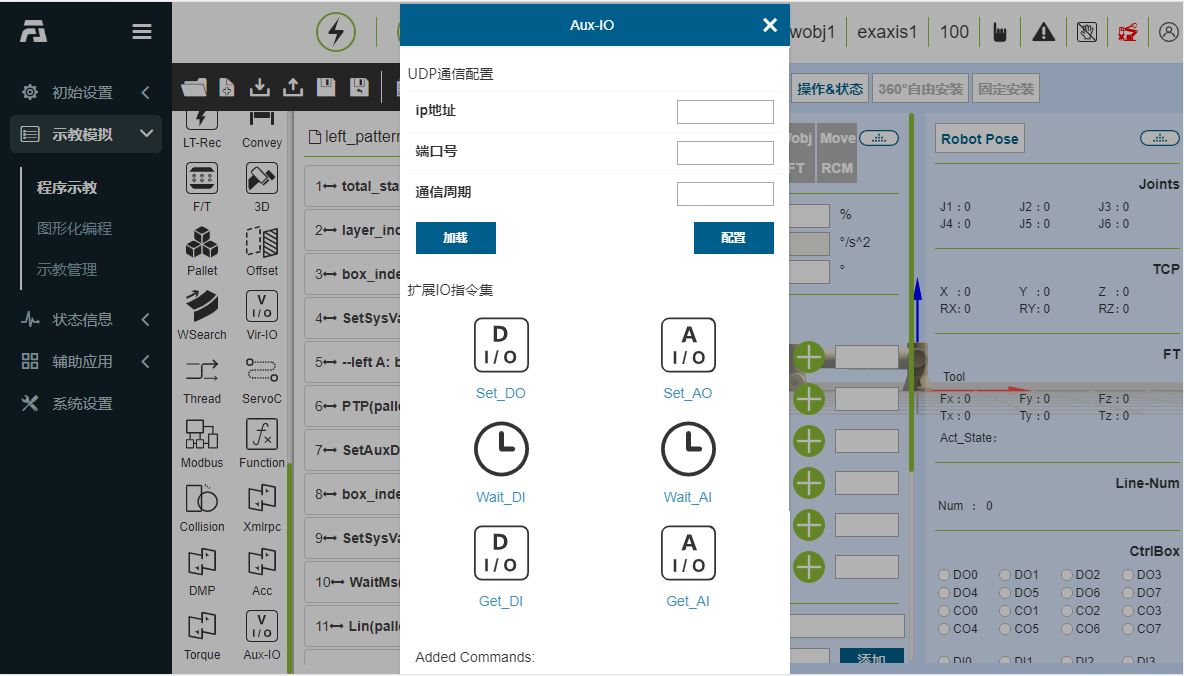 初始设置
示教模拟
程序示教
图形化编程
示教管理
状态信息
辅助应用
系统设置
wobj1
exaxis1
100
LT-Rec
Convey
F/T
3D
Pallet
Offset
WSearch
V
I/O
Vir-IO
Thread
ServoC
Modbus
Function
Collision
Xmlrpc
DMP
Acc
Torque
V
I/O
Aux-IO
left_pattern
1 total_sta
2 layer_ind
3 box_inde
4 SetSysVa
5 --left A: b
6 PTP(palle
7 SetAuxD
8 box_inde
9 SetSysVa
10 WaitMs(
11 Lin(palle
Aux-IO
UDP通信配置
ip地址
端口号
通信周期
加载
配置
扩展IO指令集
D
I/O
Set_DO
A
I/O
Set_AO
Wait_DI
Wait_AI
D
I/O
Get_DI
A
I/O
Get_AI
Added Commands:
操作&状态
360°自由安装
固定安装
obj
Move
FT
RCM
%
°/s^2
°
添加
Robot Pose
Joints
J1 : 0 J2 : 0 J3 : 0
J4 : 0 J5 : 0 J6 : 0
TCP
X : 0 Y : 0 Z : 0
RX: 0 RY: 0 RZ: 0
FT
Tool
Fx : 0 Fy : 0 Fz : 0
Tx : 0 Ty : 0 Tz : 0
Act_State:
Line-Num
Num : 0
CtrlBox
DO0 DO1 DO2 DO3
DO4 DO5 DO6 DO7
CO0 CO1 CO2 CO3
CO4 CO5 CO6 CO7
DI0 DI1 DI2 DI3